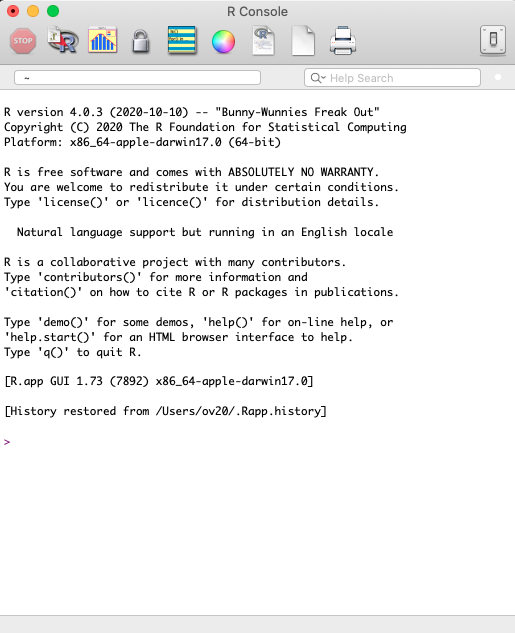 R Console
STOP
R
~
Help Search
R version 4.0.3 (2020-10-10) -- "Bunny-Wunnies Freak Out"
Copyright (C) 2020 The R Foundation for Statistical Computing
Platform: x86_64-apple-darwin17.0 (64-bit)
R is free software and comes with ABSOLUTELY NO WARRANTY.
You are welcome to redistribute it under certain conditions.
Type 'license()' or 'licence()' for distribution details.
Natural language support but running in an English locale
R is a collaborative project with many contributors.
Type 'contributors()' for more information and
'citation()' on how to cite R or R packages in publications.
Type 'demo()' for some demos, 'help()' for on-line help, or
'help.start()' for an HTML browser interface to help.
Type 'q()' to quit R.
[R.app GUI 1.73 (7892) x86_64-apple-darwin17.0]
[History restored from /Users/ov20/.Rapp.history]
>